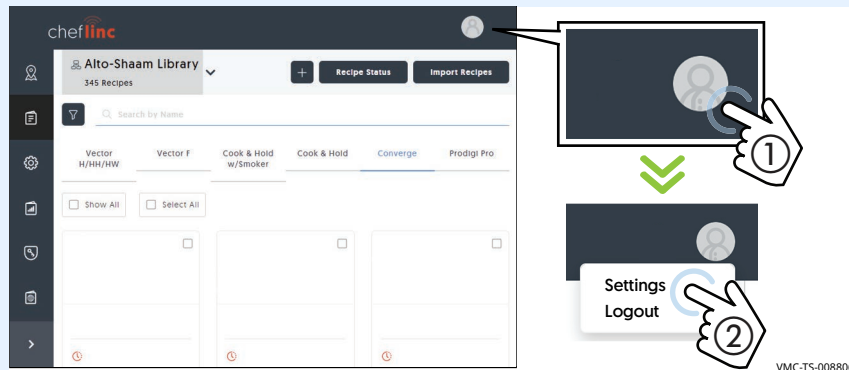 cheflinc
Alto-Shaam Library
345 Recipes
+
Recipe Status
Import Recipes
Search by Name
Vector
H/HH/HW
Vector F
Cook & Hold
w/Smoker
Cook & Hold
Converge
Prodigi Pro
Show All
Select All
1
Settings
Logout
2